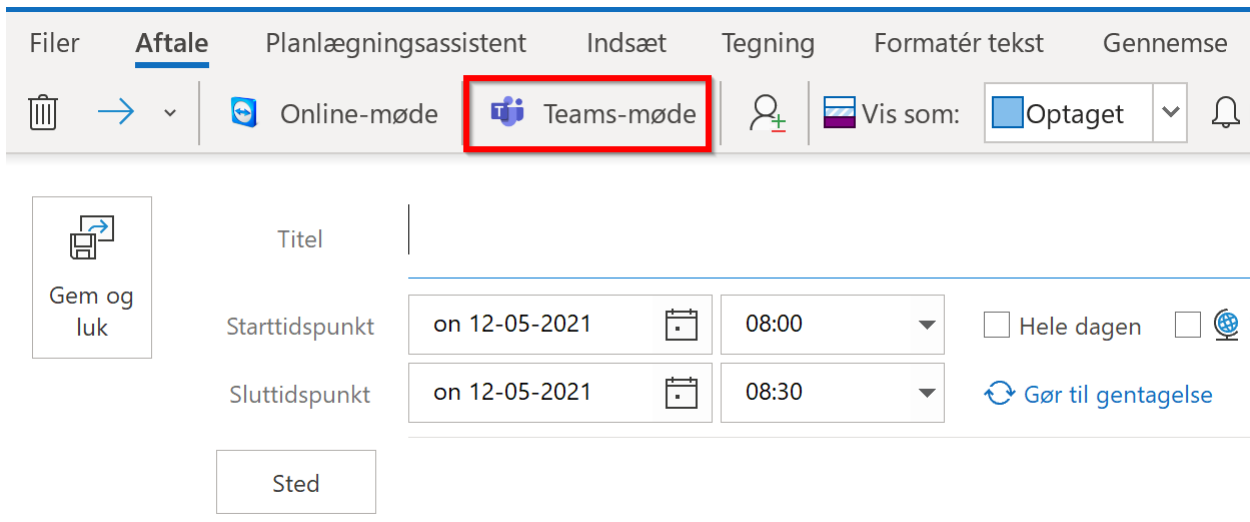 Filer Aftale Planlægningsassistent Indsæt Tegning Formatér tekst Gennemse
Online-møde Teams-møde Vis som: Optaget
Titel
Gem og
luk
Starttidspunkt on 12-05-2021 08:00 Hele dagen
Sluttidspunkt on 12-05-2021 08:30 Gør til gentagelse
Sted